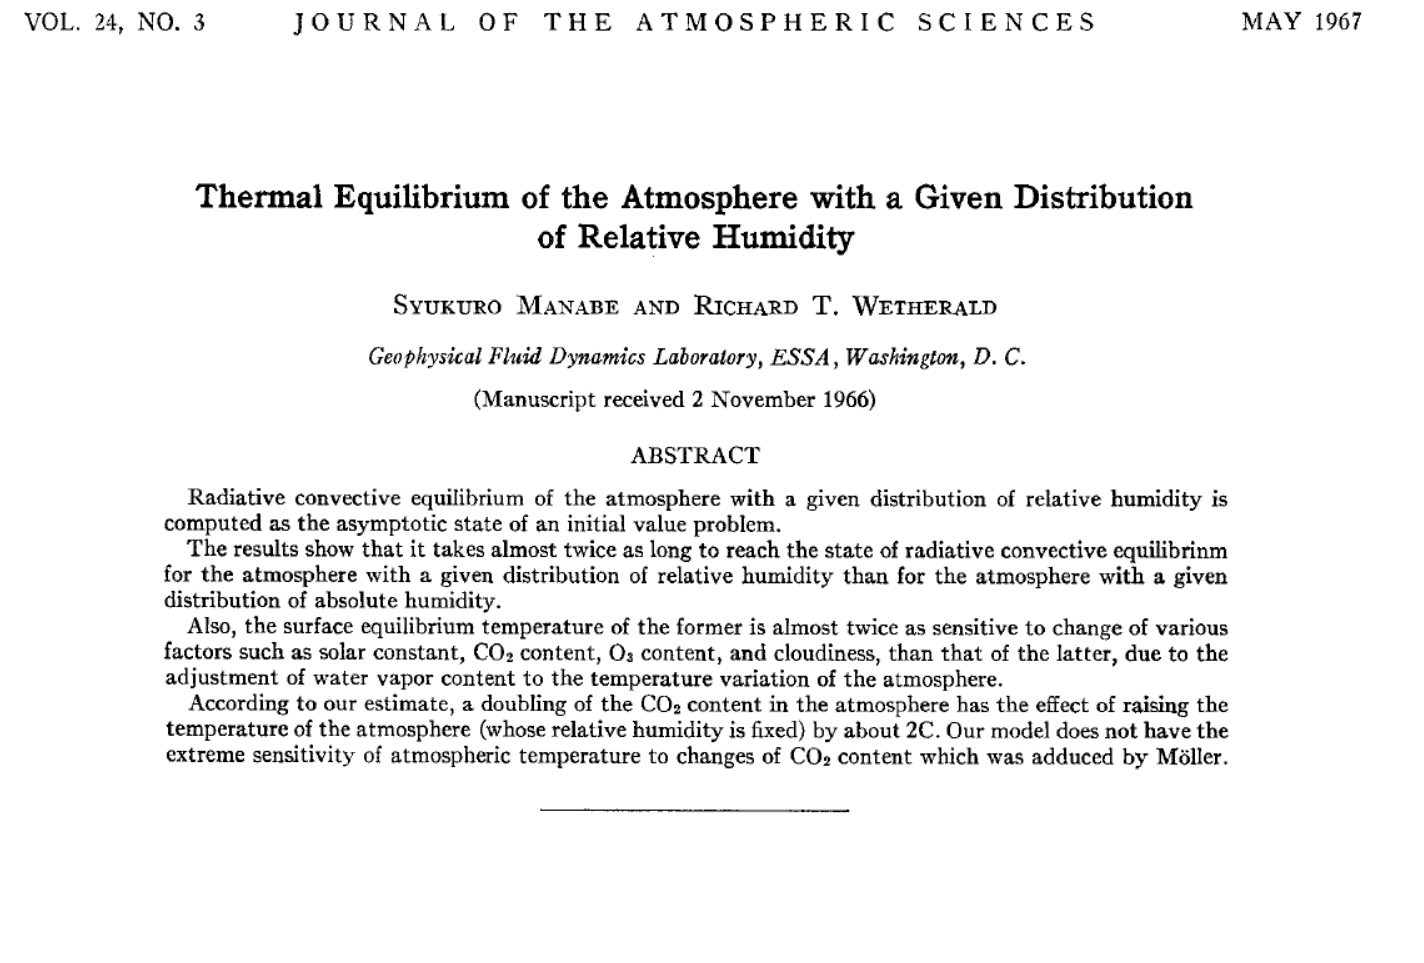 VOL. 24, NO. 3 JOURNAL OF THE ATMOSPHERIC SCIENCES MAY 1967
Thermal Equilibrium of the Atmosphere with a Given Distribution
of Relative Humidity
Syukuro Manabe and Richard T. Wetherald
Geophysical Fluid Dynamics Laboratory, ESSA, Washington, D. C.
(Manuscript received 2 November 1966)
ABSTRACT
Radiative convective equilibrium of the atmosphere with a given distribution of relative humidity is
computed as the asymptotic state of an initial value problem.
The results show that it takes almost twice as long to reach the state of radiative convective equilibrinm
for the atmosphere with a given distribution of relative humidity than for the atmosphere with a given
distribution of absolute humidity.
Also, the surface equilibrium temperature of the former is almost twice as sensitive to change of various
factors such as solar constant, CO₂ content, O₃ content, and cloudiness, than that of the latter, due to the
adjustment of water vapor content to the temperature variation of the atmosphere.
According to our estimate, a doubling of the CO₂ content in the atmosphere has the effect of raising the
temperature of the atmosphere (whose relative humidity is fixed) by about 2C. Our model does not have the
extreme sensitivity of atmospheric temperature to changes of CO₂ content which was adduced by Möller.